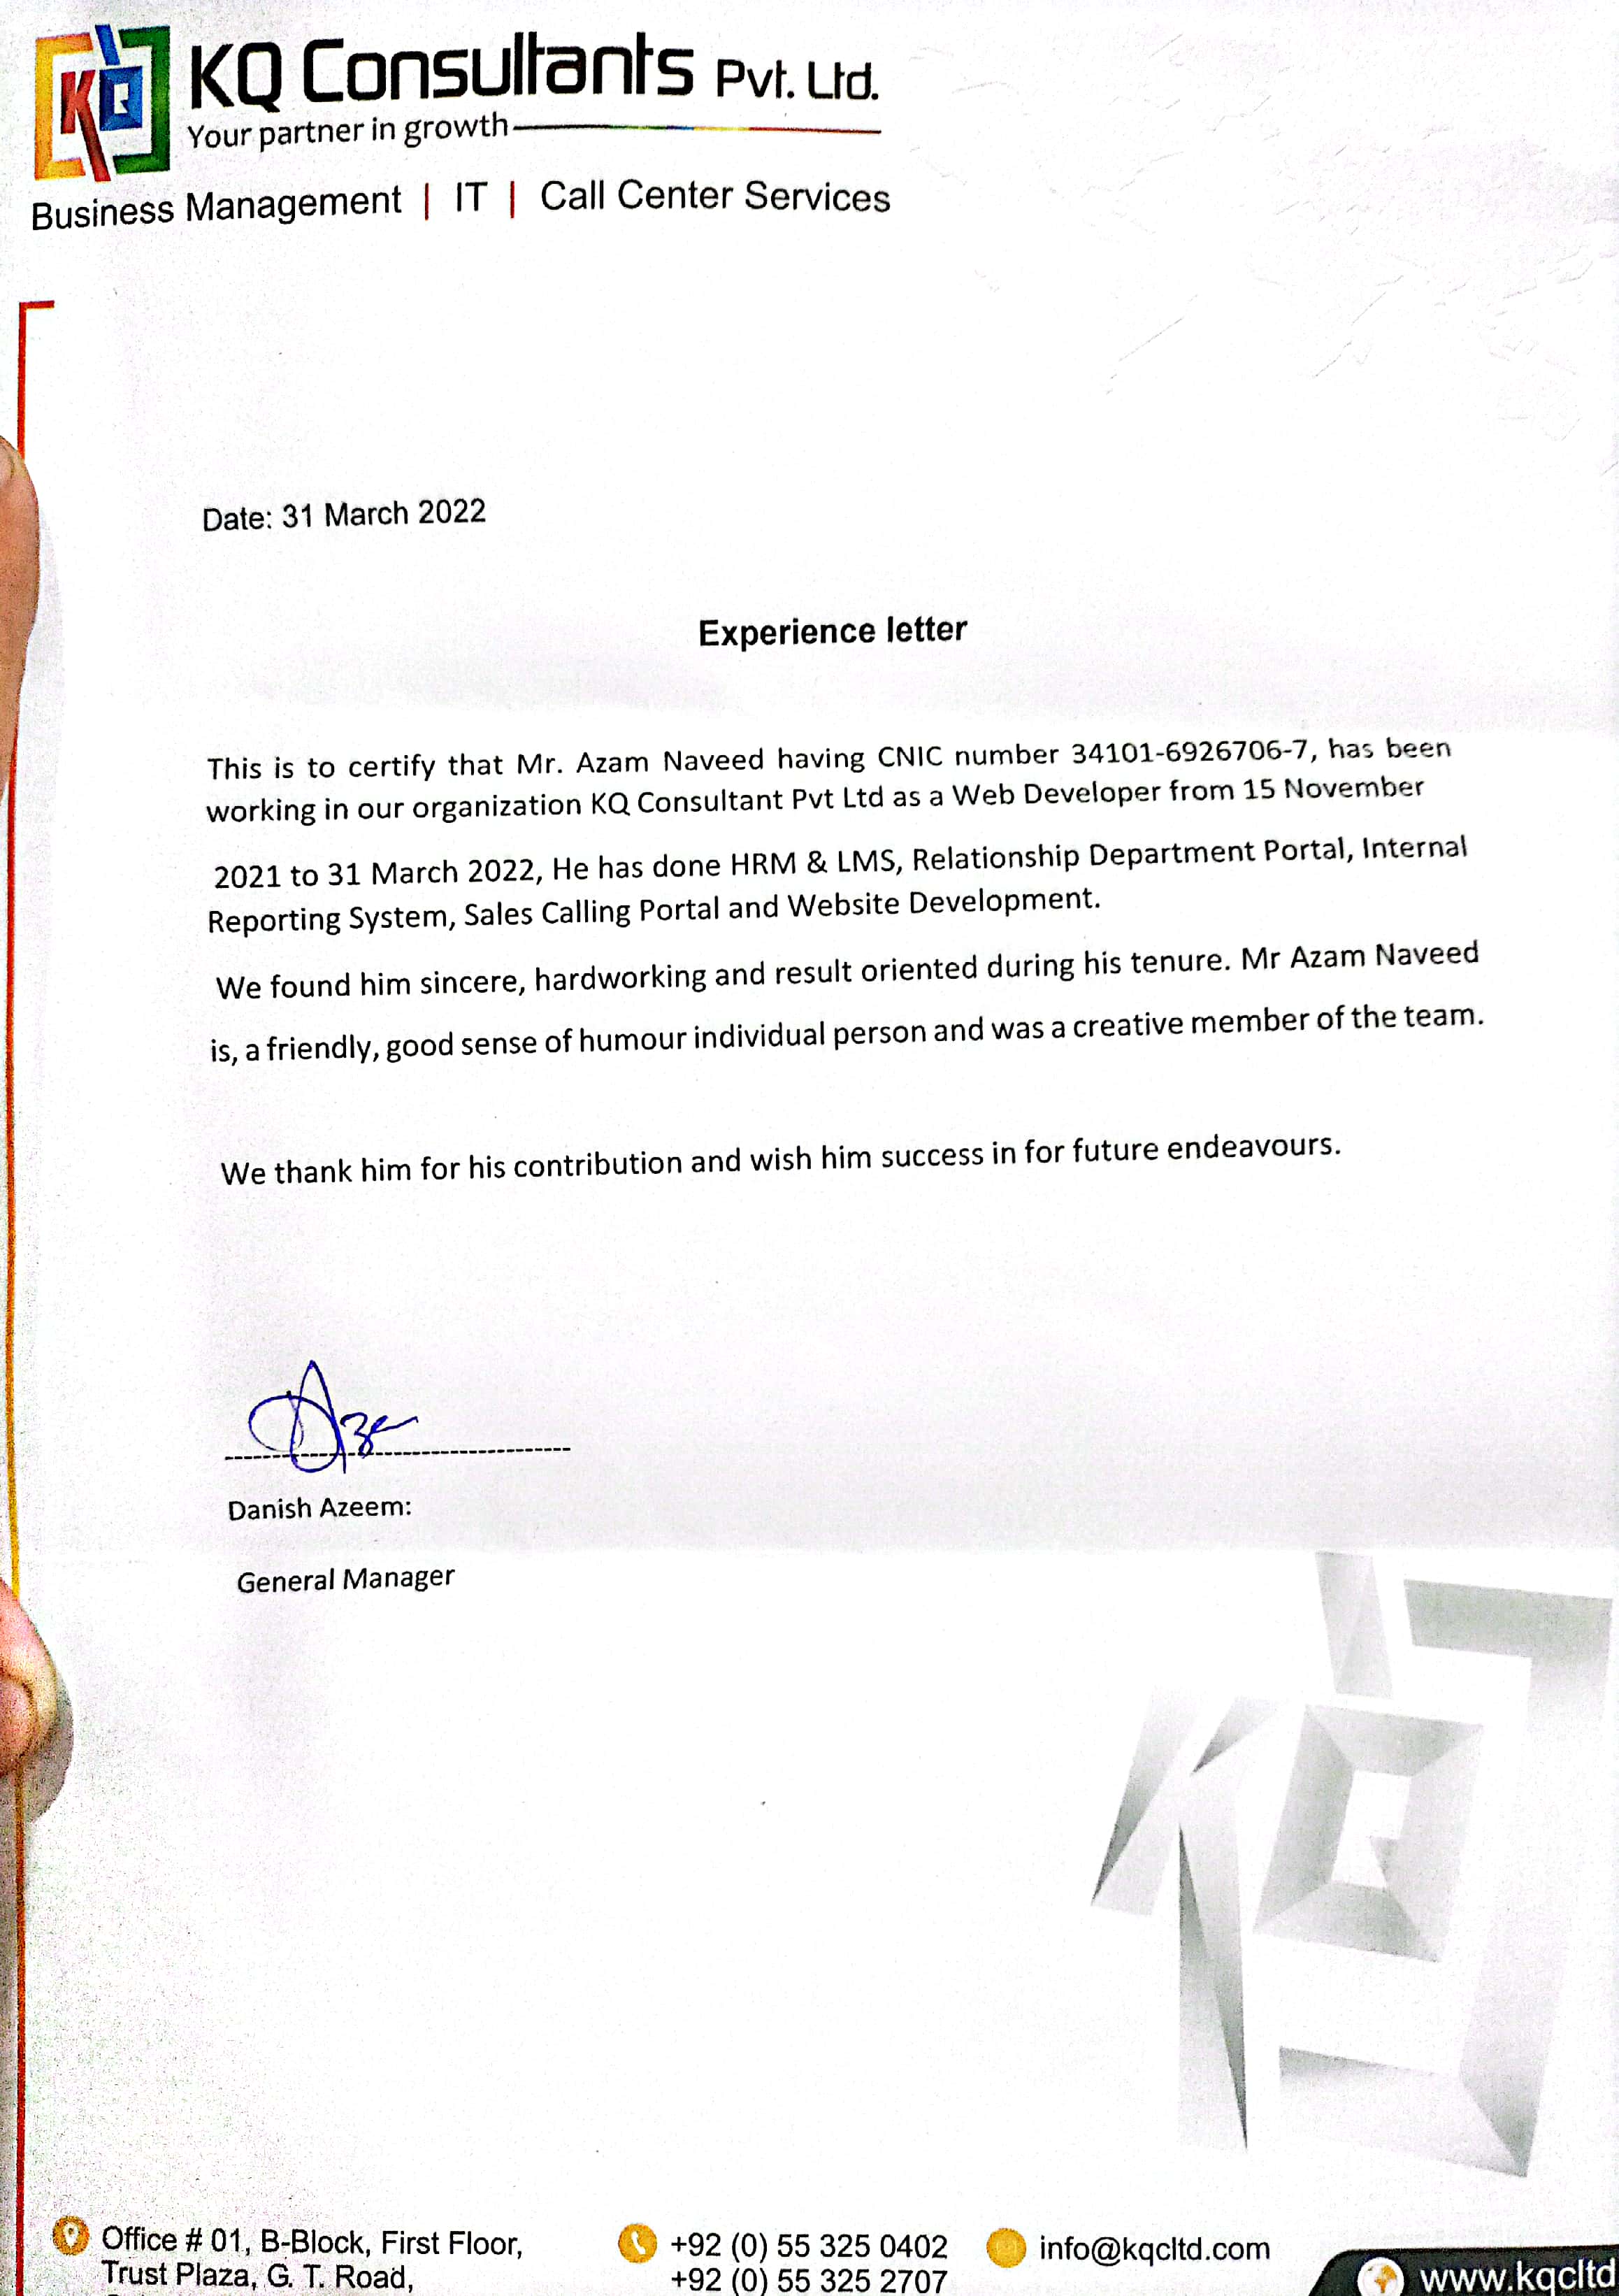 KQ Consultants Pvt. Ltd.
Your partner in growth
Business Management | IT | Call Center Services
Date: 31 March 2022
Experience letter
This is to certify that Mr. Azam Naveed having CNIC number 34101-6926706-7, has been
working in our organization KQ Consultant Pvt Ltd as a Web Developer from 15 November
2021 to 31 March 2022, He has done HRM & LMS, Relationship Department Portal, Internal
Reporting System, Sales Calling Portal and Website Development.
We found him sincere, hardworking and result oriented during his tenure. Mr Azam Naveed
is, a friendly, good sense of humour individual person and was a creative member of the team.
We thank him for his contribution and wish him success in for future endeavours.
Danish Azeem:
General Manager
Office # 01, B-Block, First Floor,
Trust Plaza, G. T. Road,
+92 (0) 55 325 0402
+92 (0) 55 325 2707
info@kqcltd.com
www.kqcltd